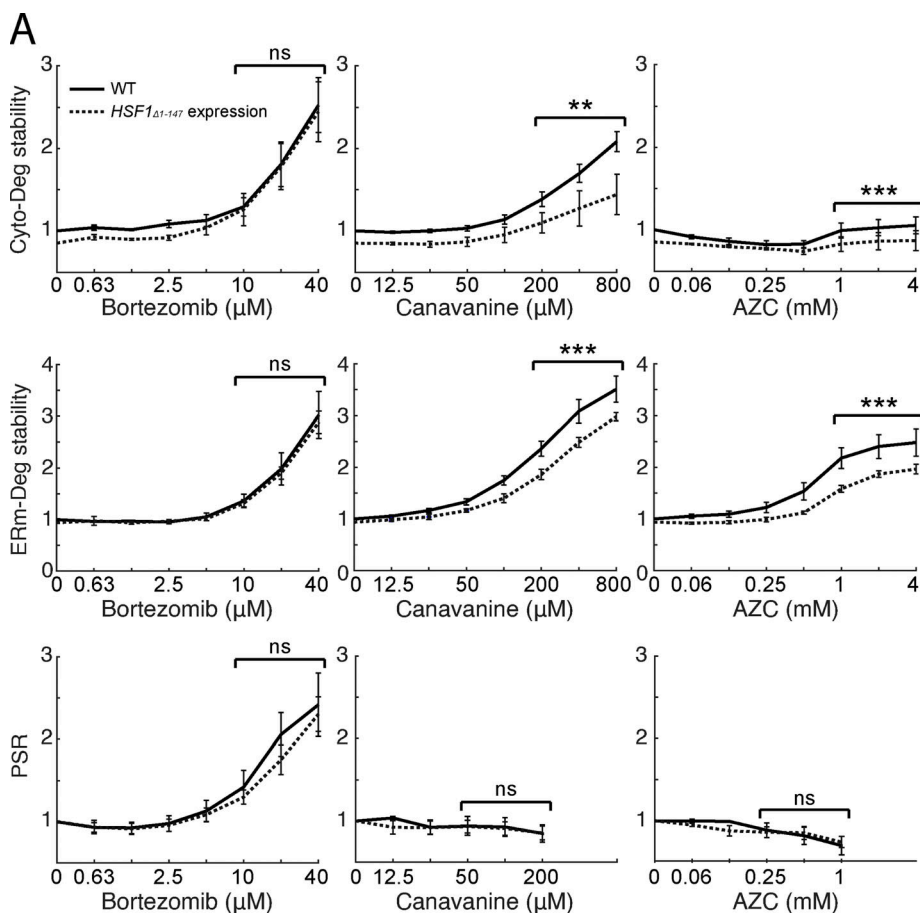 A
ns
**
***
WT
HSF1Δ1-147 expression
Cyto-Deg stability
3
2
1
0 0.63 2.5 10 40
Bortezomib (µM)
3
2
1
0 12.5 50 200 800
Canavanine (µM)
3
2
1
0 0.06 0.25 1 4
AZC (mM)
ns
***
***
ERm-Deg stability
4
3
2
1
0
0 0.63 2.5 10 40
Bortezomib (µM)
4
3
2
1
0
0 12.5 50 200 800
Canavanine (µM)
4
3
2
1
0
0 0.06 0.25 1 4
AZC (mM)
ns
ns
ns
PSR
3
2
1
0 0.63 2.5 10 40
Bortezomib (µM)
3
2
1
0 12.5 50 200
Canavanine (µM)
3
2
1
0 0.06 0.25 1
AZC (mM)